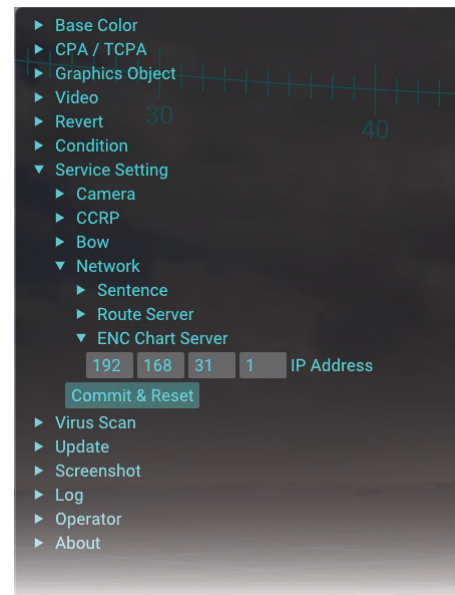 Base Color
CPA / TCPA
Graphics Object
Video
30
Revert
40
Condition
Service Setting
Camera
CCRP
Bow
Network
Sentence
Route Server
ENC Chart Server
192 168 31 1 IP Address
Commit & Reset
Virus Scan
Update
Screenshot
Log
Operator
About